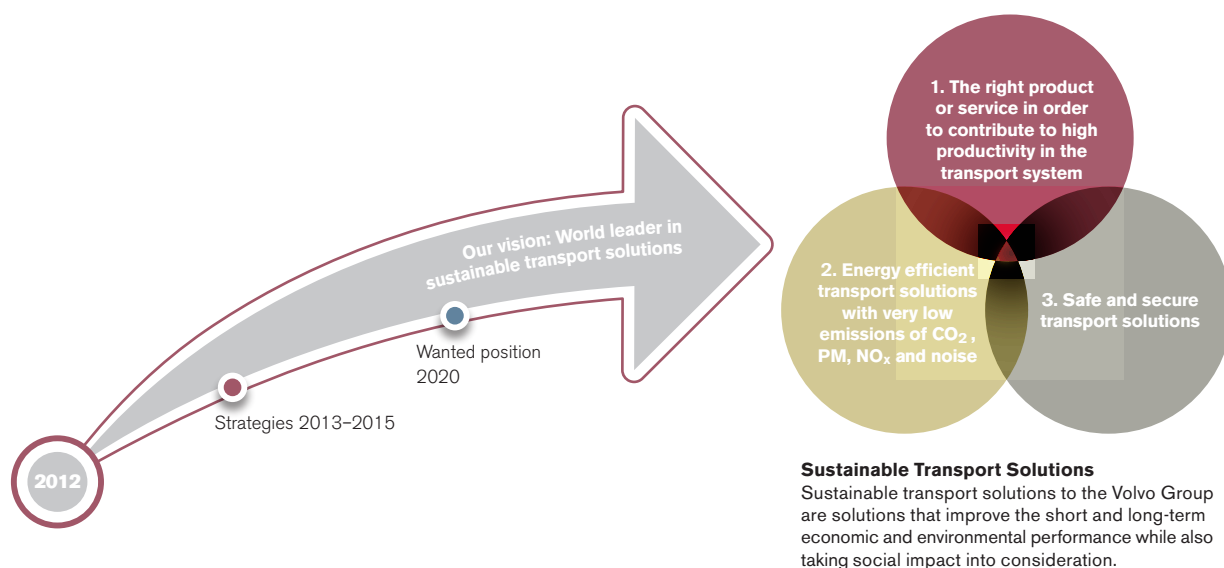 Our vision: World leader in
sustainable transport solutions
Wanted position
2020
Strategies 2013–2015
2012
1. The right product
or service in order
to contribute to high
productivity in the
transport system
2. Energy efficient
transport solutions
with very low
emissions of CO₂ ,
PM, NOₓ and noise
3. Safe and secure
transport solutions
Sustainable Transport Solutions
Sustainable transport solutions to the Volvo Group
are solutions that improve the short and long-term
economic and environmental performance while also
taking social impact into consideration.